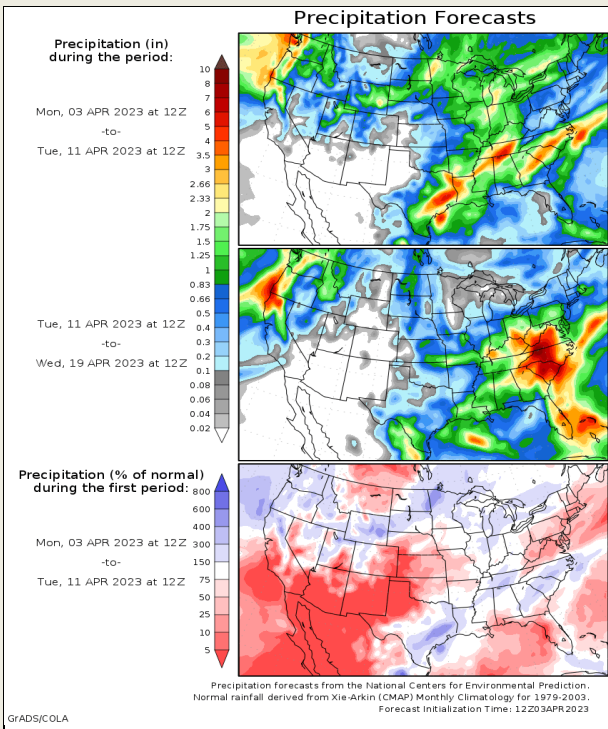 Precipitation Forecasts
Precipitation (in)
during the period:
Mon, 03 APR 2023 at 12Z
-to-
Tue, 11 APR 2023 at 12Z
10
8
7
6
5
4
3.5
3
2.66
2.33
2
1.75
1.5
1.25
1
0.83
0.66
0.5
0.4
0.3
0.2
0.1
0.08
0.06
0.04
0.02
Tue, 11 APR 2023 at 12Z
-to-
Wed, 19 APR 2023 at 12Z
Precipitation (% of normal)
during the first period:
Mon, 03 APR 2023 at 12Z
-to-
Tue, 11 APR 2023 at 12Z
800
600
400
300
150
75
50
25
10
5
Precipitation forecasts from the National Centers for Environmental Prediction.
Normal rainfall derived from Xie-Arkin (CMAP) Monthly Climatology for 1979-2003.
Forecast Initialization Time: 12Z03APR2023
GrADS/COLA